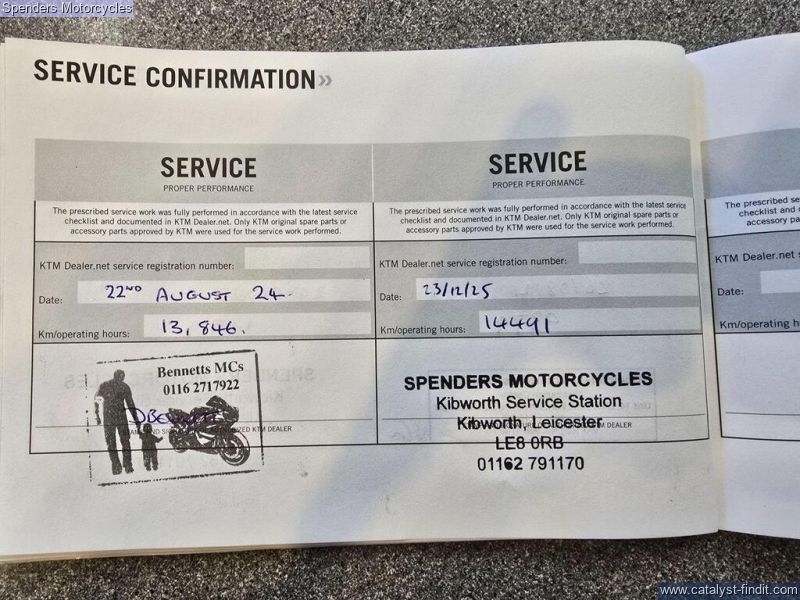 Spenders Motorcycles
SERVICE CONFIRMATION»
SERVICE
PROPER PERFORMANCE
The prescribed service work was fully performed in accordance with the latest service
checklist and documented in KTM Dealer.net. Only KTM original spare parts or
accessory parts approved by KTM were used for the service work performed.
KTM Dealer.net service registration number:
Date: 22ND AUGUST 24.
Km/operating hours: 13,846.
Bennetts MCs
0116 2717922
DBennett
AUTHORIZED KTM DEALER
SERVICE
PROPER PERFORMANCE
The prescribed service work was fully performed in accordance with the latest service
checklist and documented in KTM Dealer.net. Only KTM original spare parts or
accessory parts approved by KTM were used for the service work performed.
KTM Dealer.net service registration number:
Date: 23/12/25
Km/operating hours: 14491
SPENDERS MOTORCYCLES
Kibworth Service Station
Kibworth, Leicester
DEALER
LE8 0RB
01162 791170
The prescribed
checklist and
accessory pa
KTM Dealer.net
Date:
Km/operating h
www.catalyst-findit.com